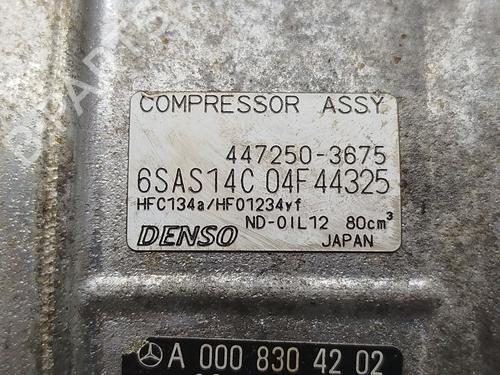 COMPRESSOR ASSY
447250-3675
6SAS14C 04F44325
HFC134a/HFO1234yf
ND-OIL12 80cm³
DENSO JAPAN
A 000 830 42 02